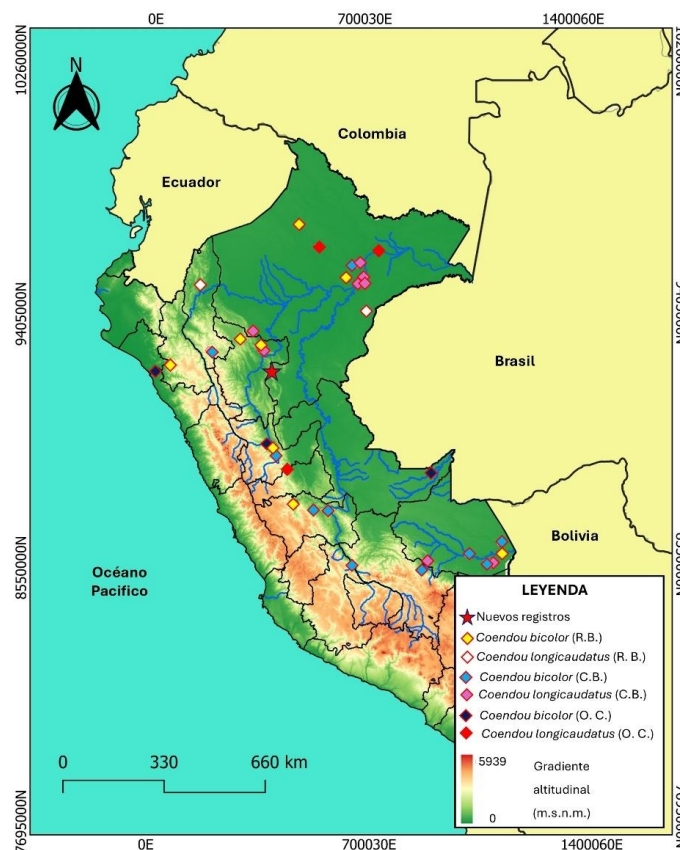 0E 700030E 1400060E
10260000N
N
Colombia
Ecuador
9405000N
Brasil
Bolivia
8550000N
Océano
Pacifico
LEYENDA
Nuevos registros
Coendou bicolor (R.B.)
Coendou longicaudatus (R. B.)
Coendou bicolor (C.B.)
Coendou longicaudatus (C.B.)
Coendou bicolor (O. C.)
Coendou longicaudatus (O. C.)
5939 Gradiente
altitudinal
0 (m.s.n.m.)
0 330 660 km
7695000N
0E 700030E 1400060E